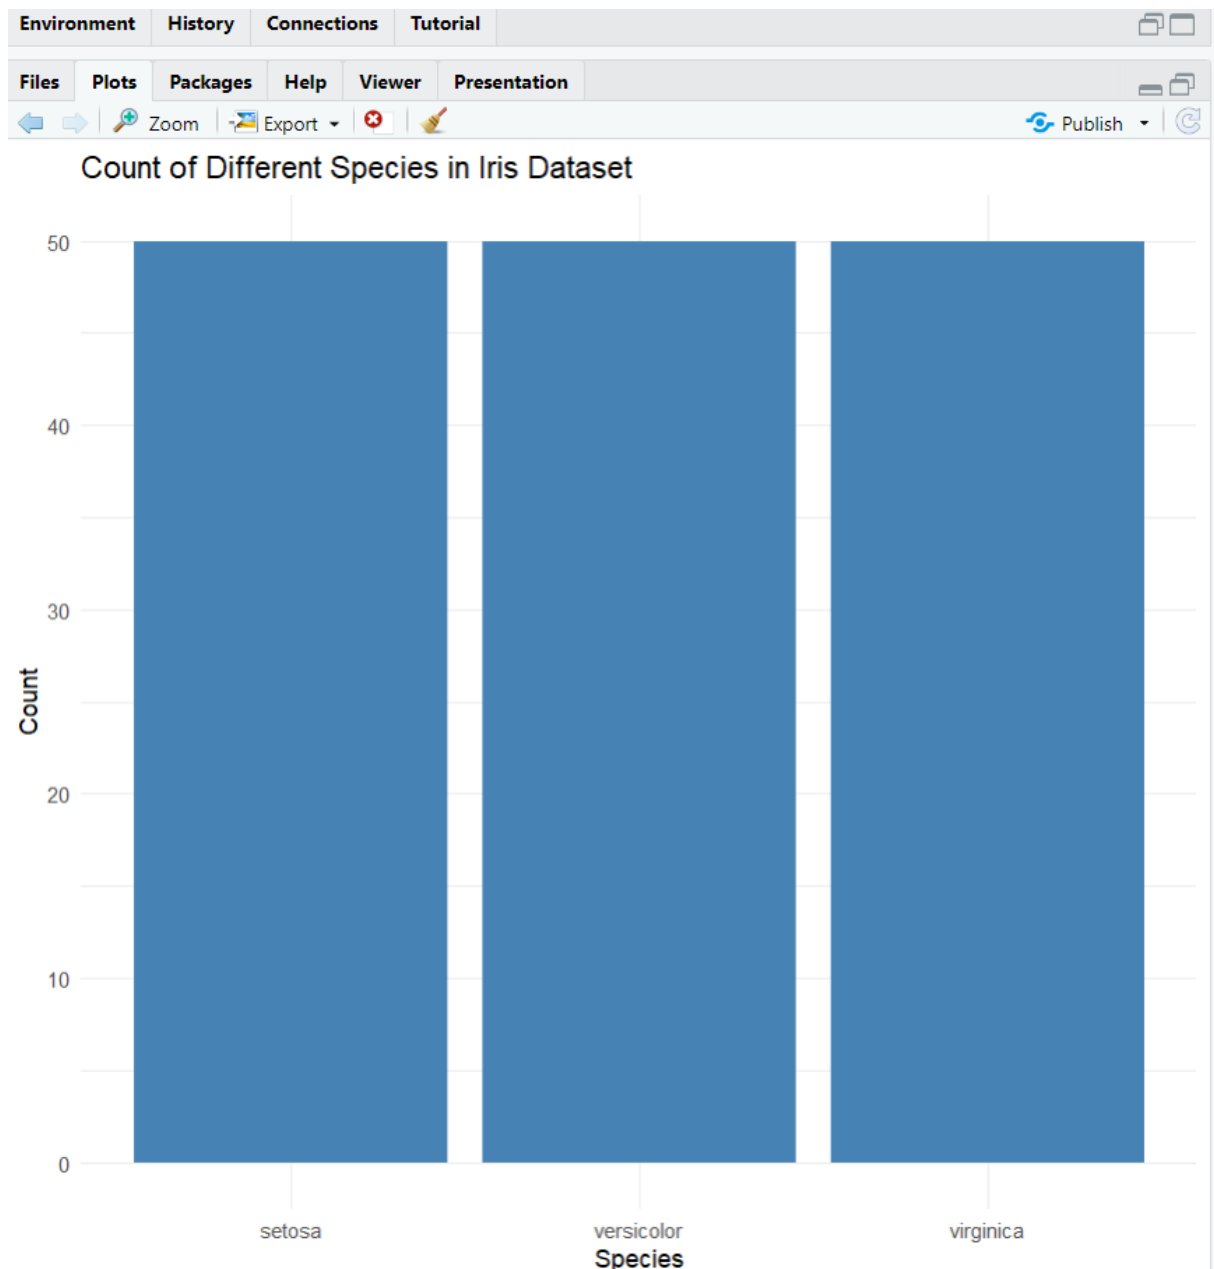 Environment History Connections Tutorial
Files Plots Packages Help Viewer Presentation
Zoom Export Publish
Count of Different Species in Iris Dataset
50
40
30
Count
20
10
0
setosa versicolor virginica
Species